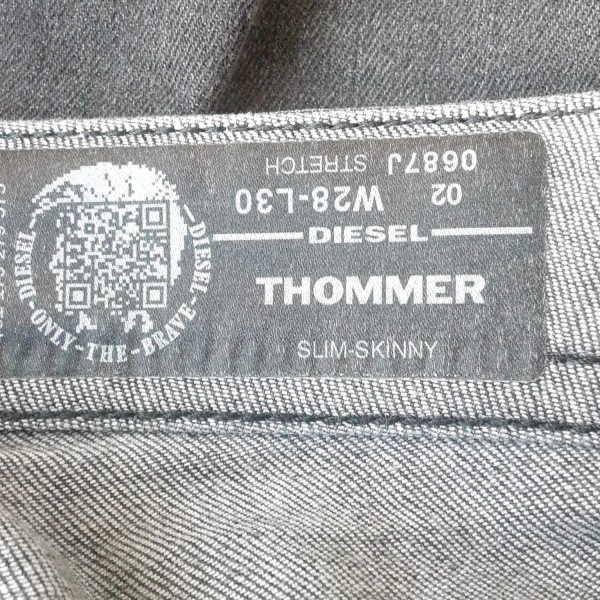 DIESEL
THOMMER
SLIM-SKINNY
W28-L30
02
0687J STRETCH
DIESEL-ONLY-THE-BRAVE-DIESEL-